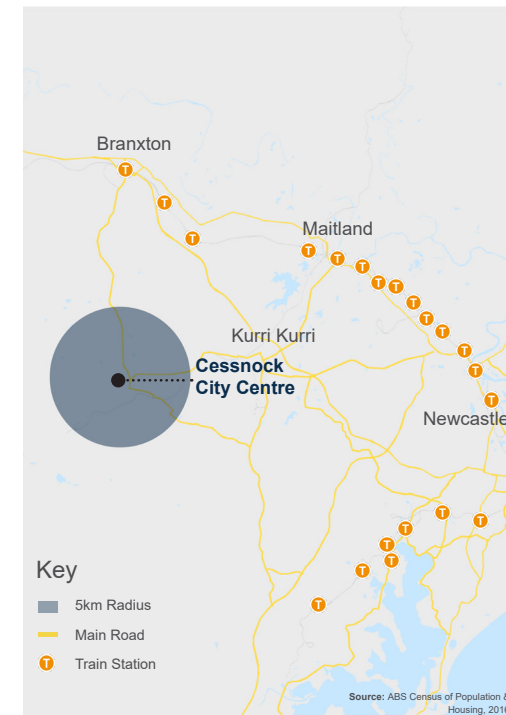 Branxton
Maitland
Kurri Kurri
Cessnock
City Centre
Newcastle
Key
5km Radius
Main Road
T Train Station
Source: ABS Census of Population &
Housing, 2016